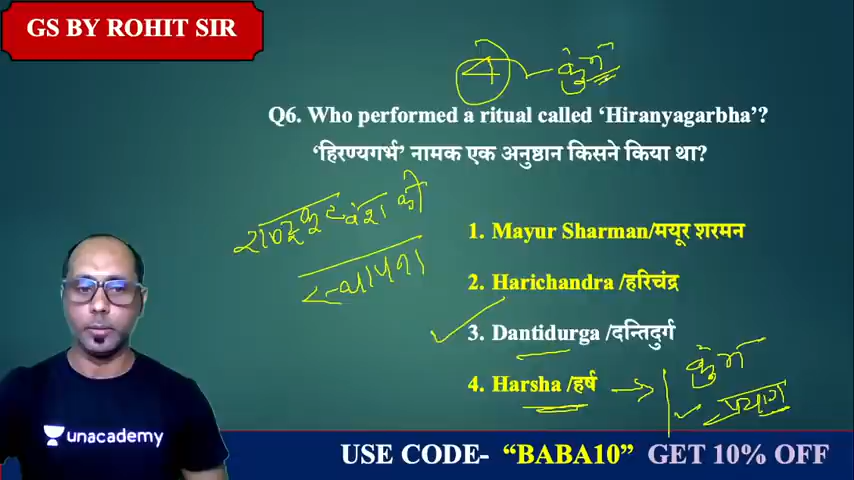 GS BY ROHIT SIR
4 - कुंभ
Q6. Who performed a ritual called ‘Hiranyagarbha’?
‘हिरण्यगर्भ’ नामक एक अनुष्ठान किसने किया था?
राष्ट्रकूट वंश की
स्थापना
1. Mayur Sharman/मयूर शरमन
2. Harichandra /हरिचंद्र
3. Dantidurga /दन्तिदुर्ग
4. Harsha /हर्ष
कुंभ
प्रयाग
unacademy
USE CODE- “BABA10” GET 10% OFF